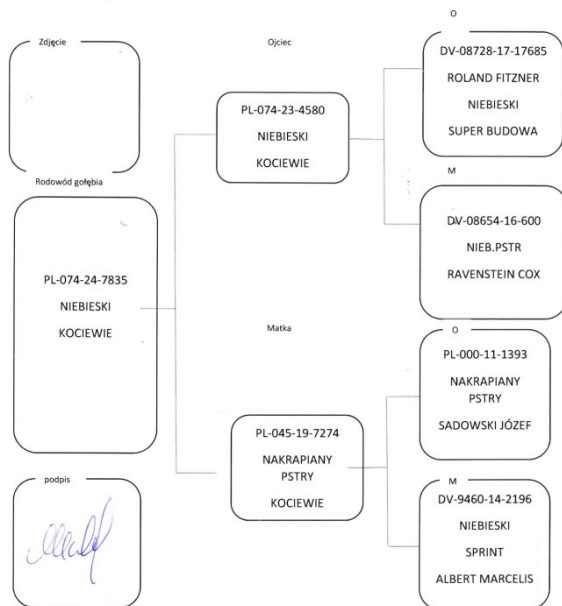 Zdjęcie
Rodowód gołębia
PL-074-24-7835
NIEBIESKI
KOCIEWIE
podpis
Ojciec
PL-074-23-4580
NIEBIESKI
KOCIEWIE
Matka
PL-045-19-7274
NAKRAPIANY
PSTRY
KOCIEWIE
O
DV-08728-17-17685
ROLAND FITZNER
NIEBIESKI
SUPER BUDOWA
M
DV-08654-16-600
NIEB.PSTR
RAVENSTEIN COX
O
PL-000-11-1393
NAKRAPIANY
PSTRY
SADOWSKI JÓZEF
M
DV-9460-14-2196
NIEBIESKI
SPRINT
ALBERT MARCELIS